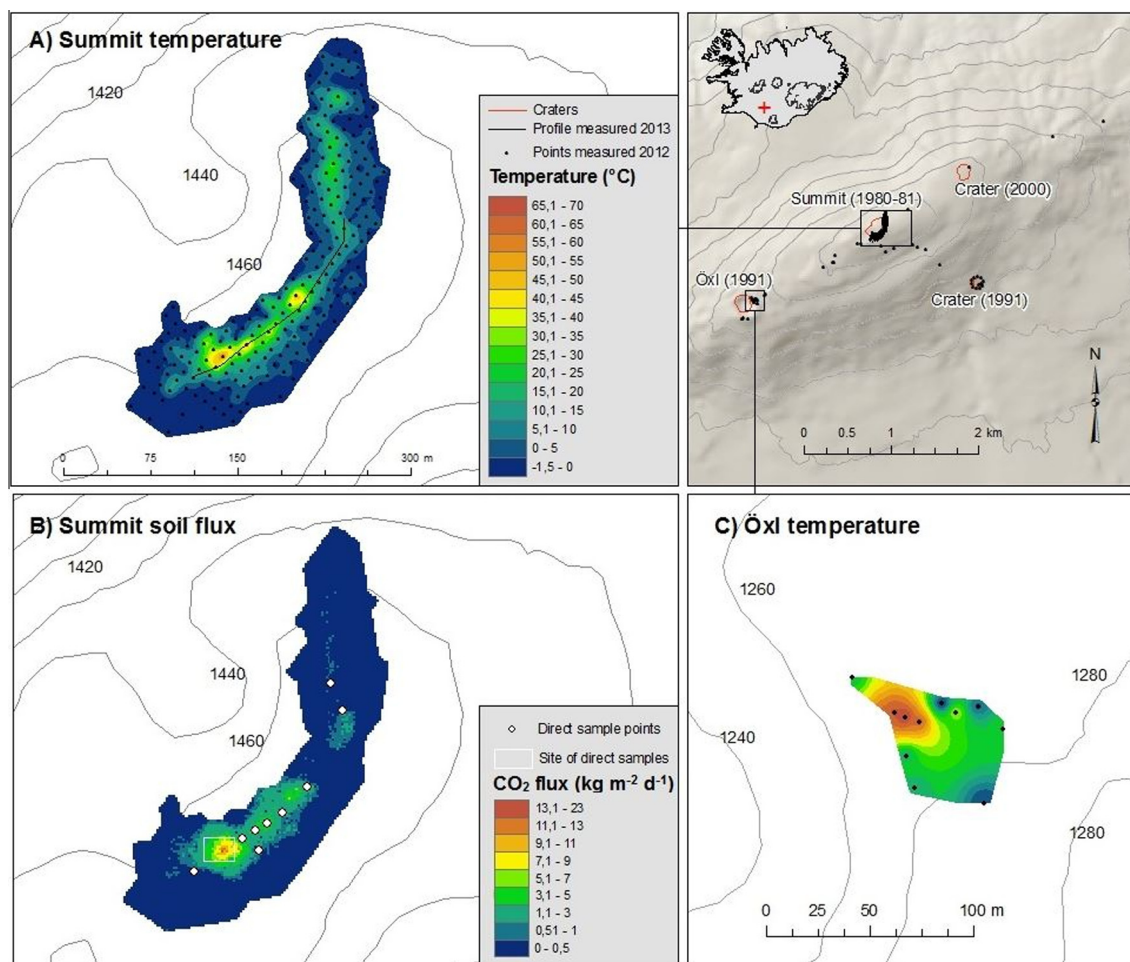 A) Summit temperature
1420
1440
1460
Craters
Profile measured 2013
Points measured 2012
Temperature (°C)
65,1 - 70
60,1 - 65
55,1 - 60
50,1 - 55
45,1 - 50
40,1 - 45
35,1 - 40
30,1 - 35
25,1 - 30
20,1 - 25
15,1 - 20
10,1 - 15
5,1 - 10
0 - 5
-1,5 - 0
0 75 150 300 m
Summit (1980-81)
Crater (2000)
Öxl (1991)
Crater (1991)
N
0 0.5 1 2 km
B) Summit soil flux
1420
1440
1460
Direct sample points
Site of direct samples
CO₂ flux (kg m⁻² d⁻¹)
13,1 - 23
11,1 - 13
9,1 - 11
7,1 - 9
5,1 - 7
3,1 - 5
1,1 - 3
0,51 - 1
0 - 0,5
C) Öxl temperature
1260
1280
1240
1280
0 25 50 100 m